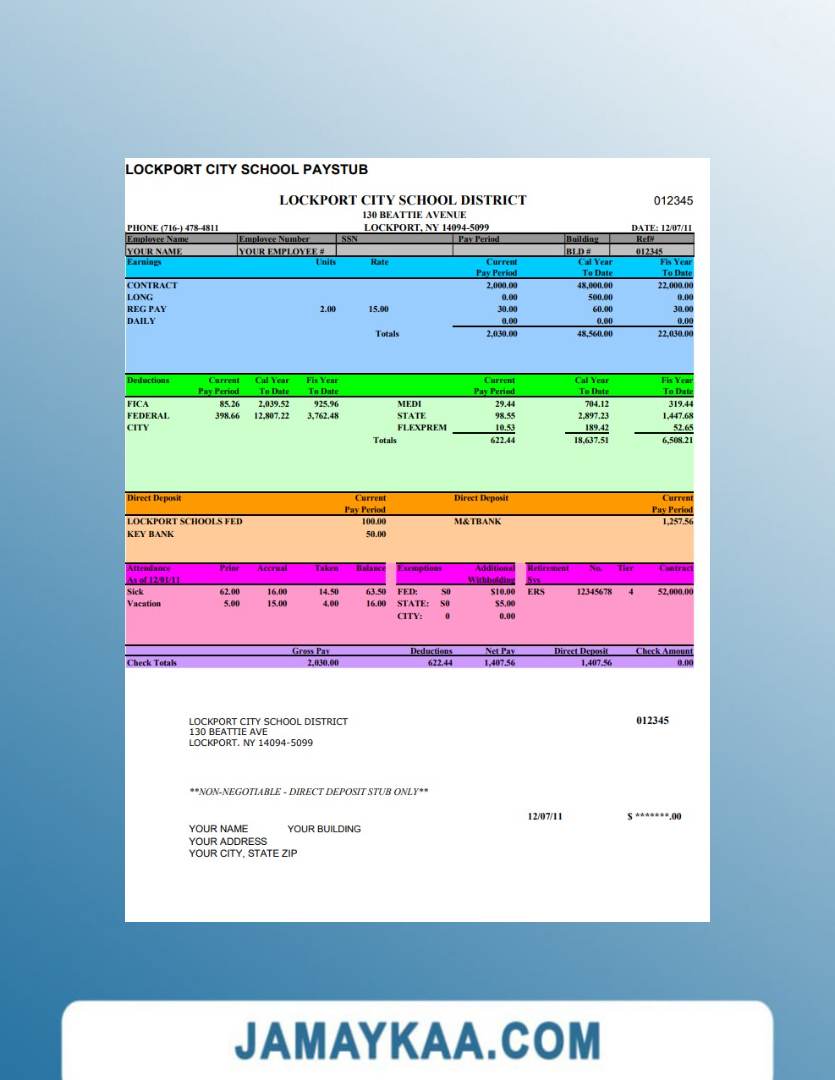 LOCKPORT CITY SCHOOL PAYSTUB
LOCKPORT CITY SCHOOL DISTRICT 012345
130 BEATTIE AVENUE
PHONE (716-) 478-4811 LOCKPORT, NY 14094-5099 DATE: 12/07/11
Employee Name Employee Number SSN Pay Period Building Ref#
YOUR NAME YOUR EMPLOYEE # BLD # 012345
Earnings Units Rate Current Cal Year Fis Year
Pay Period To Date To Date
CONTRACT 2,000.00 48,000.00 22,000.00
LONG 0.00 500.00 0.00
REG PAY 2.00 15.00 30.00 60.00 30.00
DAILY 0.00 0.00 0.00
Totals 2,030.00 48,560.00 22,030.00
Deductions Current Cal Year Fis Year Current Cal Year Fis Year
Pay Period To Date To Date Pay Period To Date To Date
FICA 85.26 2,039.52 925.96 MEDI 29.44 704.12 319.44
FEDERAL 398.66 12,807.22 3,762.48 STATE 98.55 2,897.23 1,447.68
CITY FLEXPREM 10.53 189.42 52.65
Totals 622.44 18,637.51 6,508.21
Direct Deposit Current Direct Deposit Current
Pay Period Pay Period
LOCKPORT SCHOOLS FED 100.00 M&TBANK 1,257.56
KEY BANK 50.00
Attendance Prior Accrual Taken Balance Exemptions Additional Retirement No. Tier Contract
As of 12/01/11 Withholding Sys
Sick 62.00 16.00 14.50 63.50 FED: S0 $10.00 ERS 12345678 4 52,000.00
Vacation 5.00 15.00 4.00 16.00 STATE: S0 $5.00
CITY: 0 0.00
Gross Pay Deductions Net Pay Direct Deposit Check Amount
Check Totals 2,030.00 622.44 1,407.56 1,407.56 0.00
LOCKPORT CITY SCHOOL DISTRICT 012345
130 BEATTIE AVE
LOCKPORT. NY 14094-5099
**NON-NEGOTIABLE - DIRECT DEPOSIT STUB ONLY**
12/07/11 $ *******.00
YOUR NAME YOUR BUILDING
YOUR ADDRESS
YOUR CITY, STATE ZIP
JAMAYKAA.COM